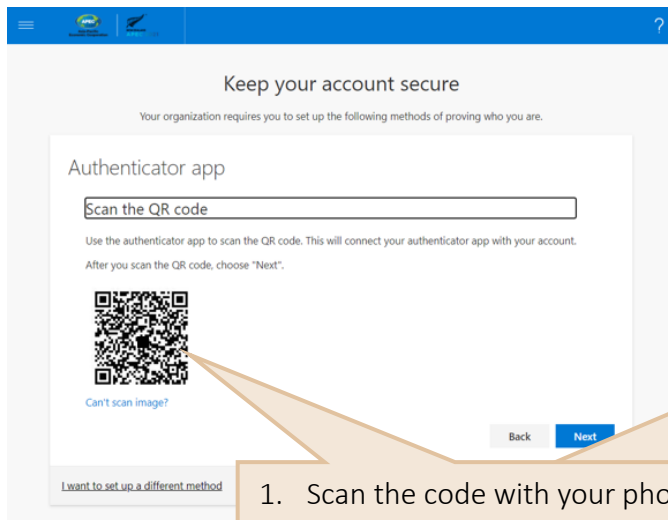 ?
APEC
Keep your account secure
Your organization requires you to set up the following methods of proving who you are.
Authenticator app
Scan the QR code
Use the authenticator app to scan the QR code. This will connect your authenticator app with your account.
After you scan the QR code, choose "Next".
Can't scan image?
Back Next
I want to set up a different method
1. Scan the code with your pho